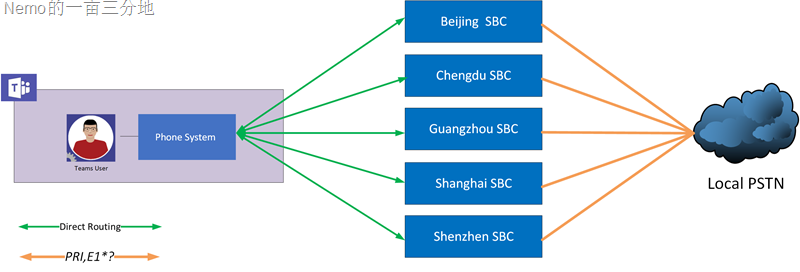 Nemo的一亩三分地
Beijing SBC
Chengdu SBC
Guangzhou SBC
Shanghai SBC
Shenzhen SBC
Phone System
Teams User
Local PSTN
Direct Routing
PRI,E1*?